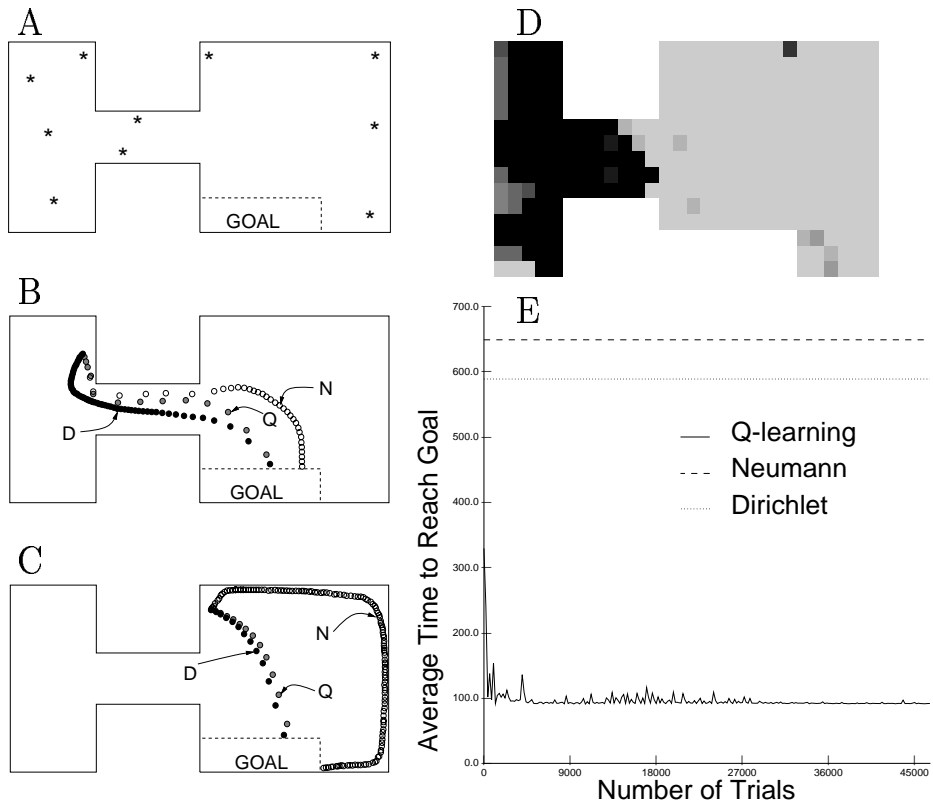 A
GOAL
B
N
Q
D
GOAL
C
N
D
Q
GOAL
D
E
700.0
600.0
500.0
400.0
300.0
200.0
100.0
0.0
Average Time to Reach Goal
Q-learning
Neumann
Dirichlet
0 9000 18000 27000 36000 45000
Number of Trials